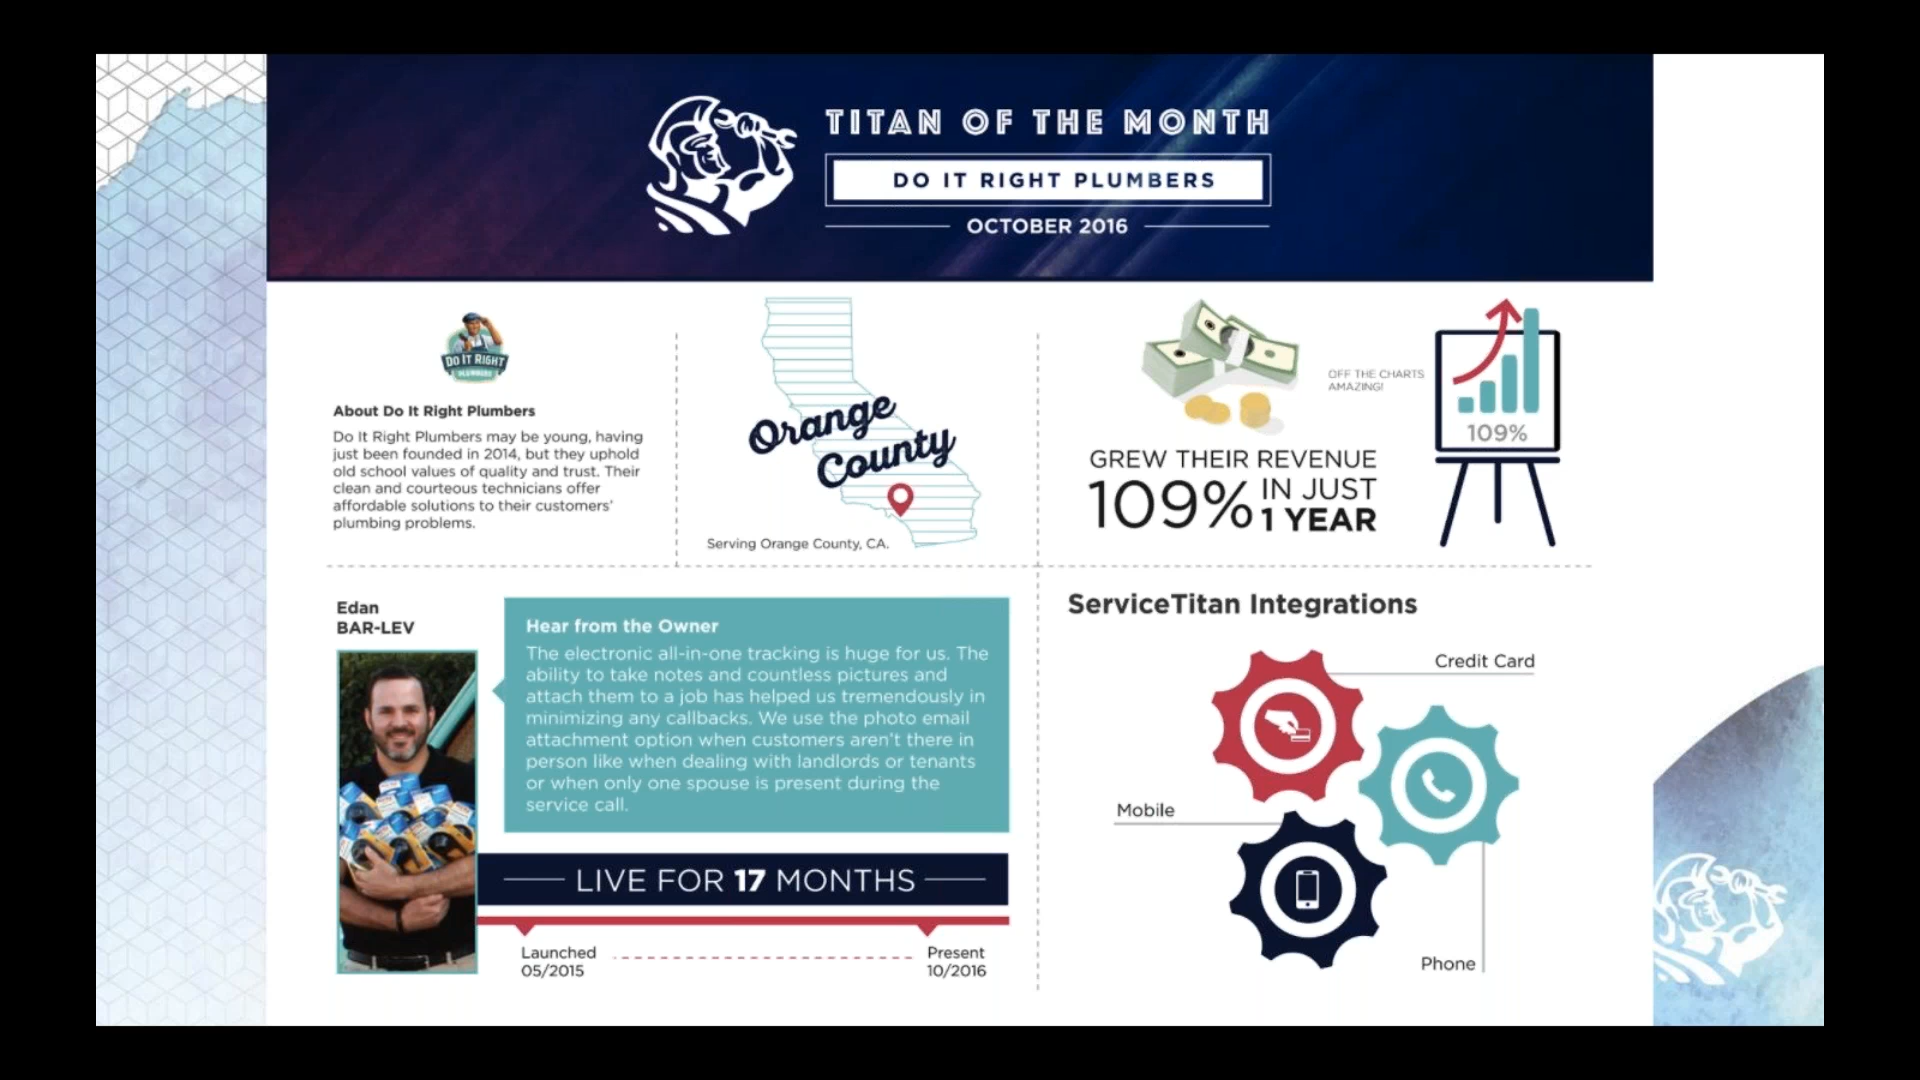 TITAN OF THE MONTH
DO IT RIGHT PLUMBERS
OCTOBER 2016
DO IT RIGHT
PLUMBERS
About Do It Right Plumbers
Do It Right Plumbers may be young, having
just been founded in 2014, but they uphold
old school values of quality and trust. Their
clean and courteous technicians offer
affordable solutions to their customers'
plumbing problems.
Orange
County
Serving Orange County, CA.
OFF THE CHARTS
AMAZING!
109%
GREW THEIR REVENUE
109% IN JUST
1 YEAR
Edan
BAR-LEV
Hear from the Owner
The electronic all-in-one tracking is huge for us. The
ability to take notes and countless pictures and
attach them to a job has helped us tremendously in
minimizing any callbacks. We use the photo email
attachment option when customers aren't there in
person like when dealing with landlords or tenants
or when only one spouse is present during the
service call.
LIVE FOR 17 MONTHS
Launched
05/2015
Present
10/2016
ServiceTitan Integrations
Credit Card
Mobile
Phone